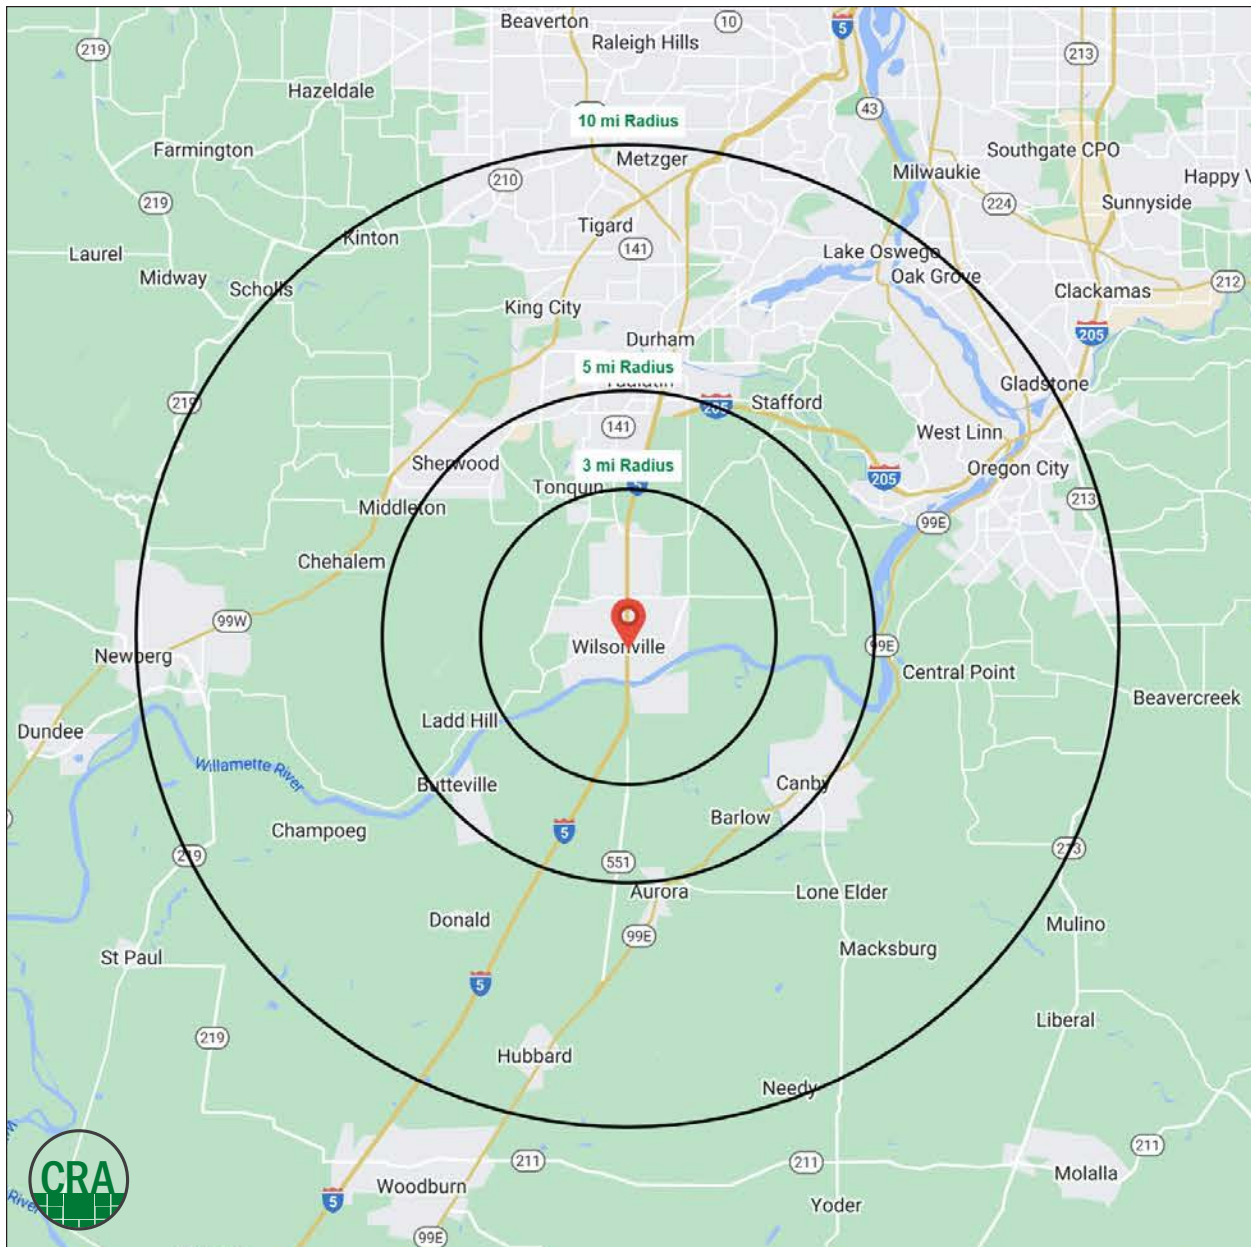 Beaverton
10
5
219
Raleigh Hills
213
Hazeldale
43
10 mi Radius
Farmington
Metzger
Southgate CPO
Milwaukie
210
Happy V
219
224
Sunnyside
Tigard
Kinton
141
Laurel
Lake Oswego
Midway
Oak Grove
Scholls
212
Clackamas
King City
205
Durham
5 mi Radius
Tualatin
Gladstone
219
205
Stafford
141
West Linn
Sherwood
3 mi Radius
Oregon City
Tonquin
5
205
213
Middleton
99E
Chehalem
99W
Wilsonville
99E
Newberg
Central Point
Beavercreek
Ladd Hill
Dundee
Willamette River
Butteville
Canby
Barlow
Champoeg
5
219
551
213
Aurora
Lone Elder
Donald
Mulino
99E
Macksburg
St Paul
5
Liberal
219
Hubbard
Needy
211
CRA
211
211
Molalla
Woodburn
River
5
Yoder
99E